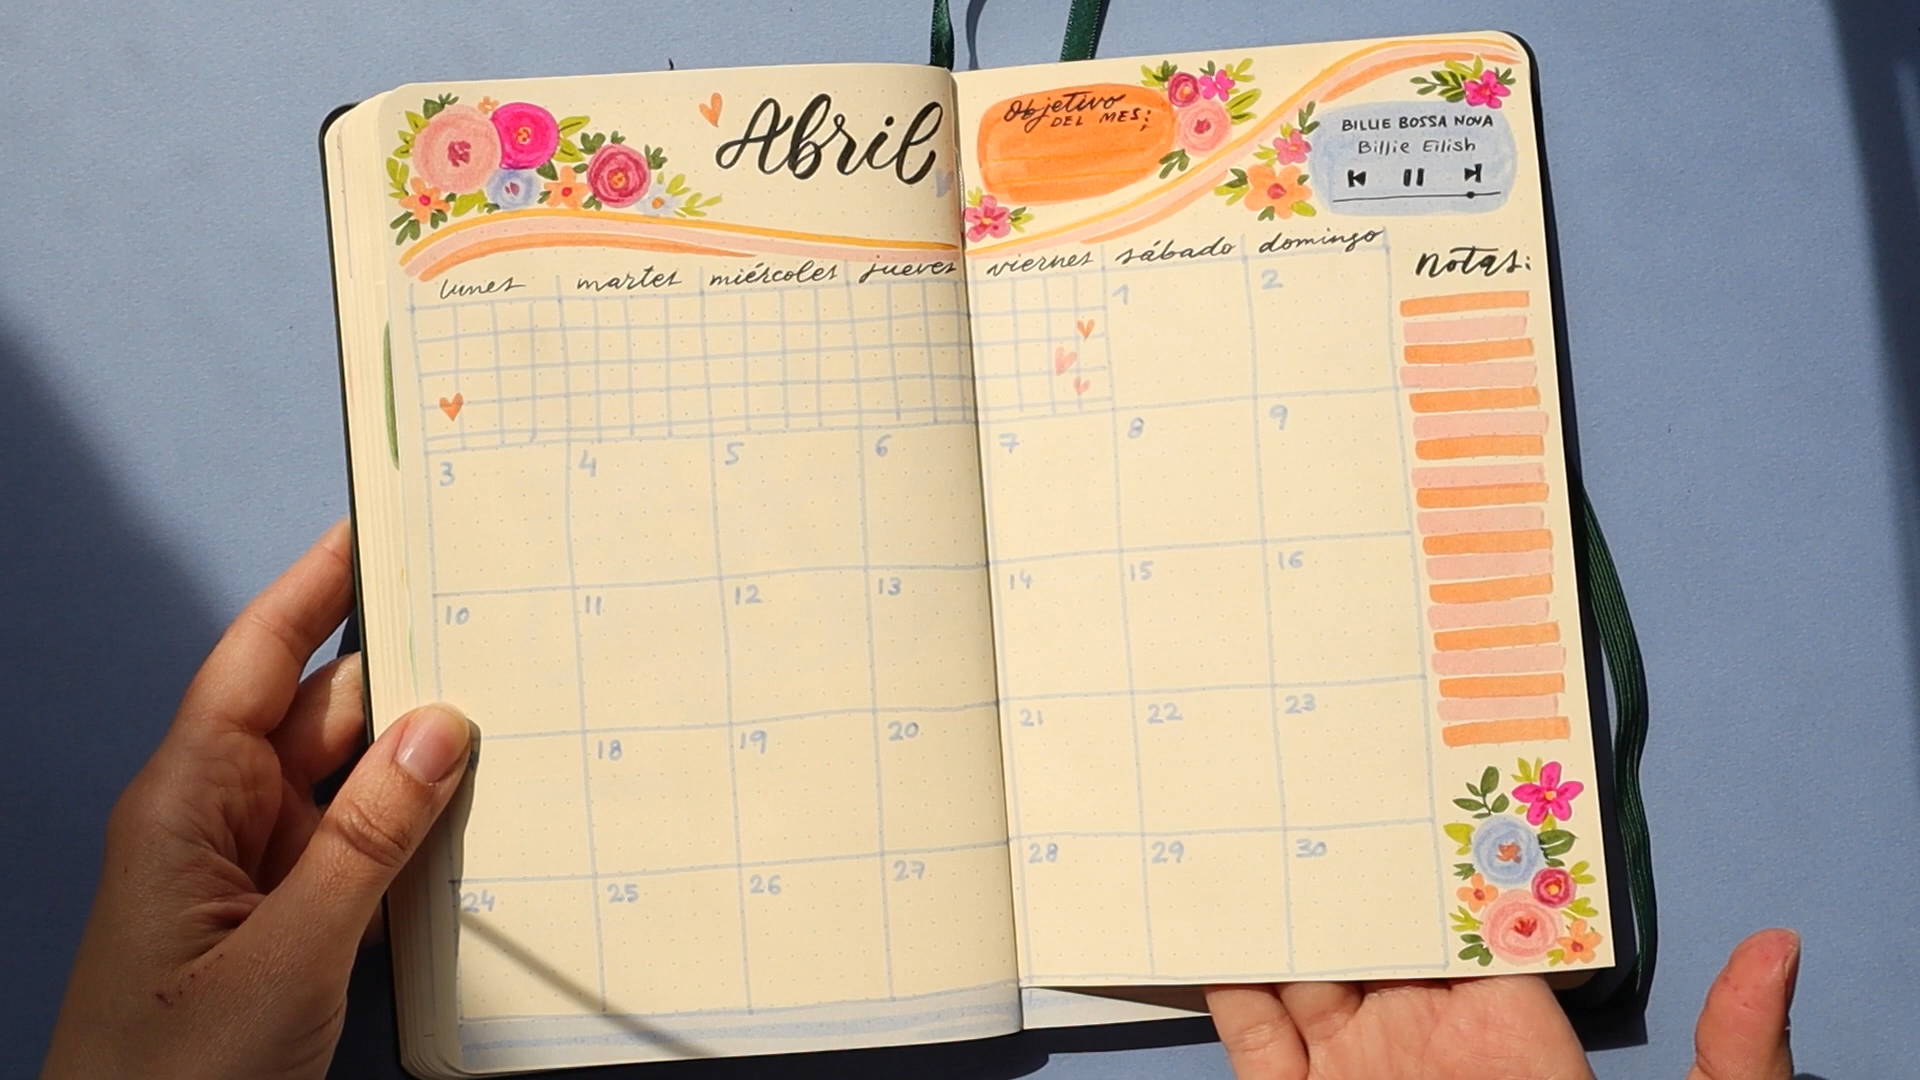 Abril
Objetivo
DEL MES:
BILLIE BOSSA NOVA
Billie Eilish
lunes martes miércoles jueves viernes sábado domingo
notas:
1 2
3 4 5 6 7 8 9
10 11 12 13 14 15 16
18 19 20 21 22 23
24 25 26 27 28 29 30